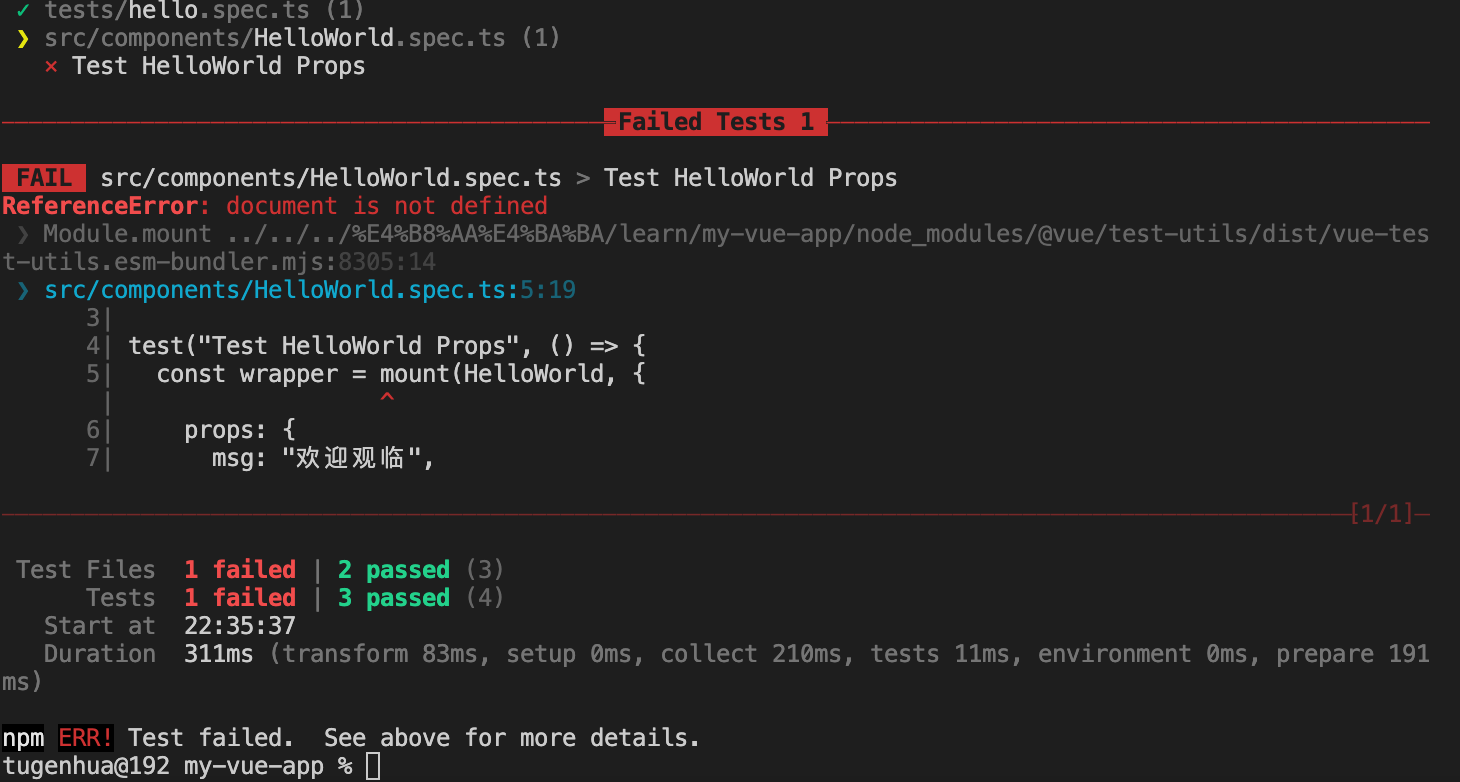 ✓ tests/hello.spec.ts (1)
❯ src/components/HelloWorld.spec.ts (1)
× Test HelloWorld Props
Failed Tests 1
FAIL src/components/HelloWorld.spec.ts > Test HelloWorld Props
ReferenceError: document is not defined
❯ Module.mount ../../../%E4%B8%AA%E4%BA%BA/learn/my-vue-app/node_modules/@vue/test-utils/dist/vue-tes
t-utils.esm-bundler.mjs:8305:14
❯ src/components/HelloWorld.spec.ts:5:19
3|
4| test("Test HelloWorld Props", () => {
5|   const wrapper = mount(HelloWorld, {
|                   ^
6|     props: {
7|       msg: "欢迎观临",
[1/1]
Test Files 1 failed | 2 passed (3)
Tests 1 failed | 3 passed (4)
Start at 22:35:37
Duration 311ms (transform 83ms, setup 0ms, collect 210ms, tests 11ms, environment 0ms, prepare 191
ms)
npm ERR! Test failed.  See above for more details.
tugenhua@192 my-vue-app %